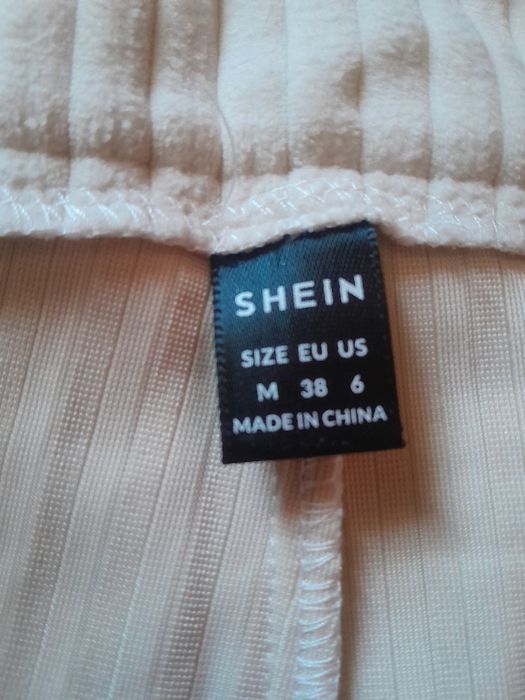 SHEIN
SIZE EU US
M 38 6
MADE IN CHINA